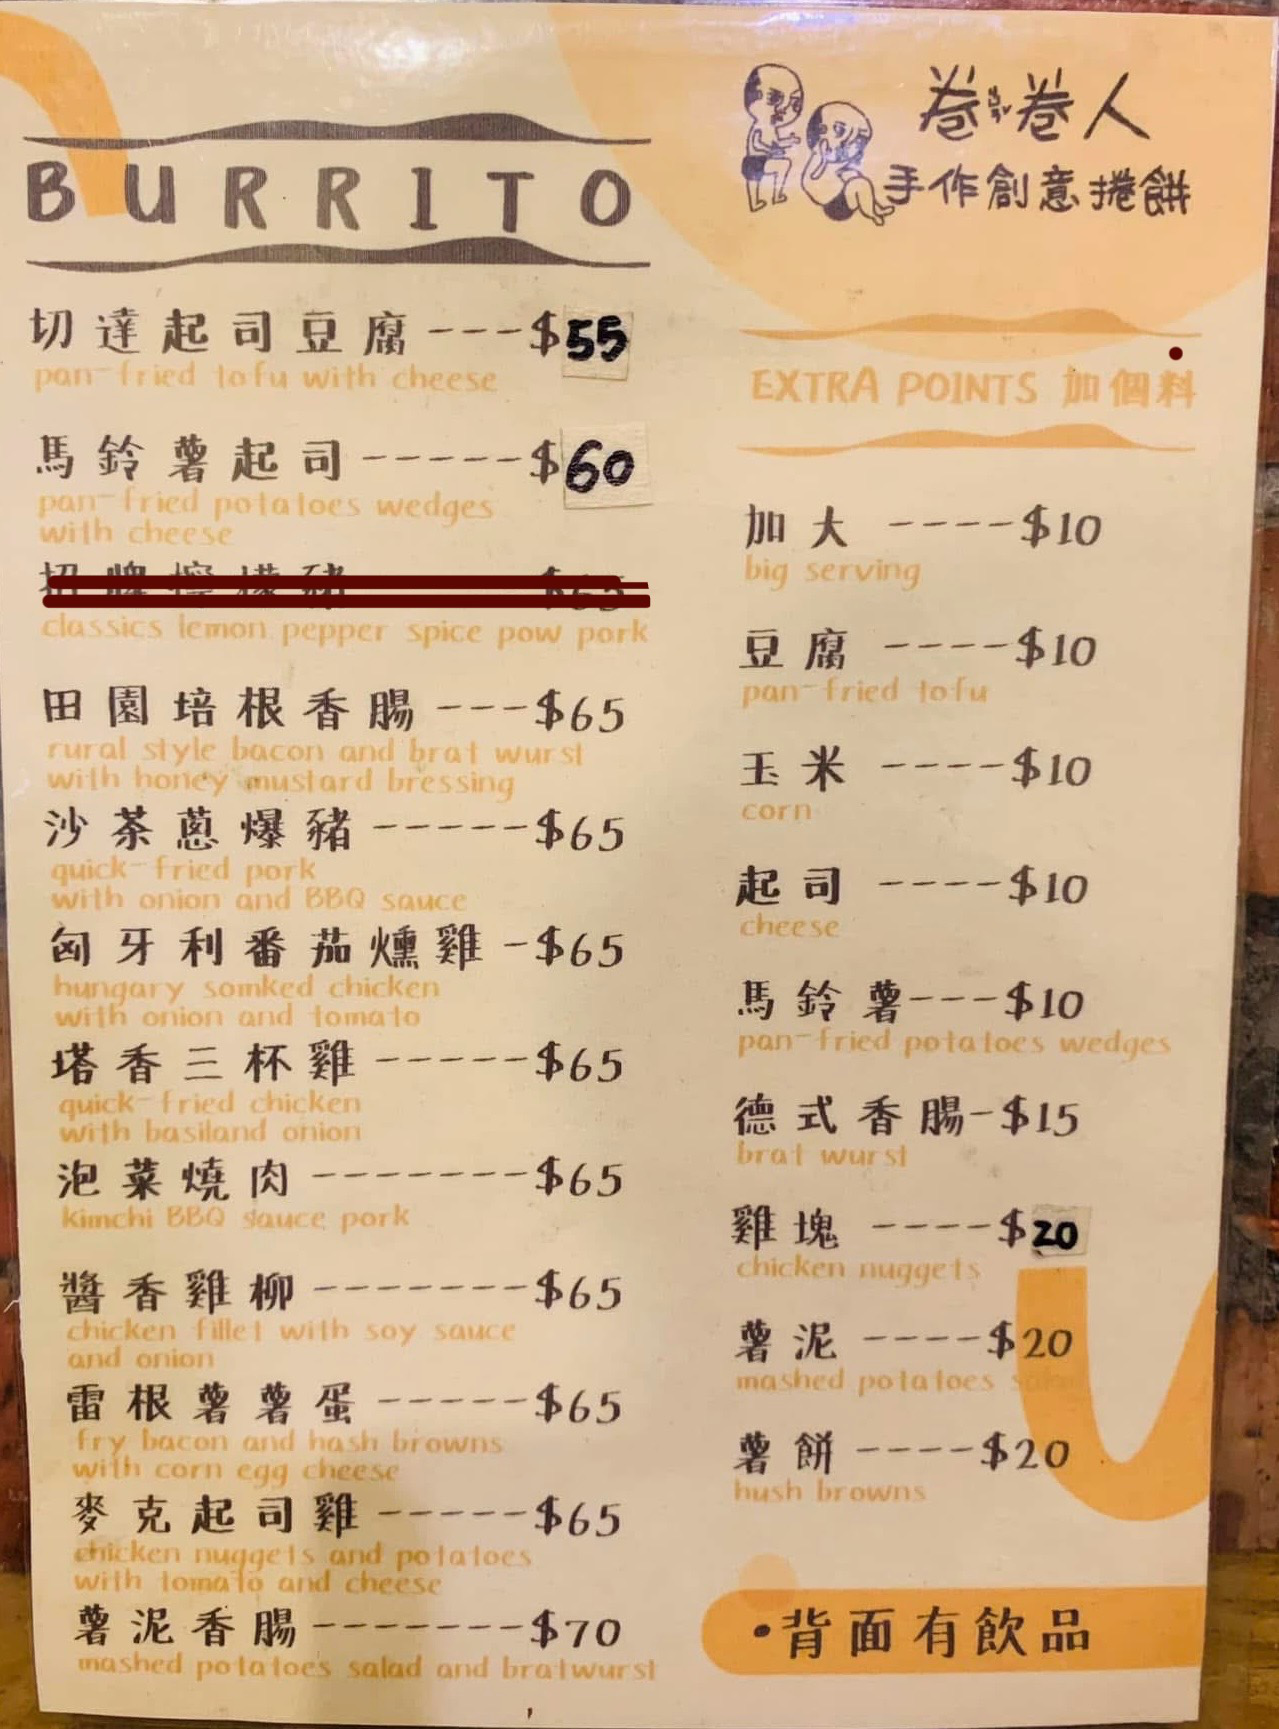 BURRITO
切達起司豆腐---$55
pan-fried tofu with cheese
馬鈴薯起司-----$60
pan-fried potatoes wedges
with cheese
招牌檸檬豬 $65
classics lemon pepper spice pow pork
田園培根香腸---$65
rural style bacon and brat wurst
with honey mustard bressing
沙茶蔥爆豬-----$65
quick-fried pork
with onion and BBQ sauce
匈牙利番茄燻雞-$65
hungary somked chicken
with onion and tomato
塔香三杯雞-----$65
quick-fried chicken
with basiland onion
泡菜燒肉-------$65
kimchi BBQ sauce pork
醬香雞柳-------$65
chicken fillet with soy sauce
and onion
雷根薯薯蛋-----$65
fry bacon and hash browns
with corn egg cheese
麥克起司雞-----$65
chicken nuggets and potatoes
with tomato and cheese
薯泥香腸-------$70
mashed potatoes salad and bratwurst
卷卷人
手作創意捲餅
EXTRA POINTS 加個料
加大 ----$10
big serving
豆腐 ----$10
pan-fried tofu
玉米 ----$10
corn
起司 ----$10
cheese
馬鈴薯---$10
pan-fried potatoes wedges
德式香腸-$15
brat wurst
雞塊 ----$20
chicken nuggets
薯泥 ----$20
mashed potatoes salad
薯餅 ----$20
hush browns
•背面有飲品